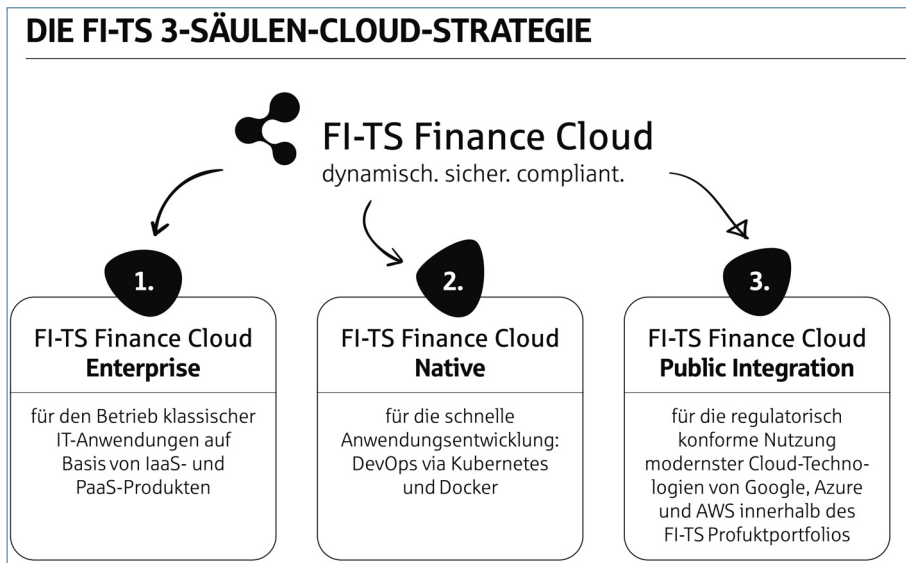 DIE FI-TS 3-SÄULEN-CLOUD-STRATEGIE
FI-TS Finance Cloud
dynamisch. sicher. compliant.
1.
FI-TS Finance Cloud
Enterprise
für den Betrieb klassischer
IT-Anwendungen auf
Basis von IaaS- und
PaaS-Produkten
2.
FI-TS Finance Cloud
Native
für die schnelle
Anwendungsentwicklung:
DevOps via Kubernetes
und Docker
3.
FI-TS Finance Cloud
Public Integration
für die regulatorisch
konforme Nutzung
modernster Cloud-Techno-
logien von Google, Azure
und AWS innerhalb des
FI-TS Profuktportfolios